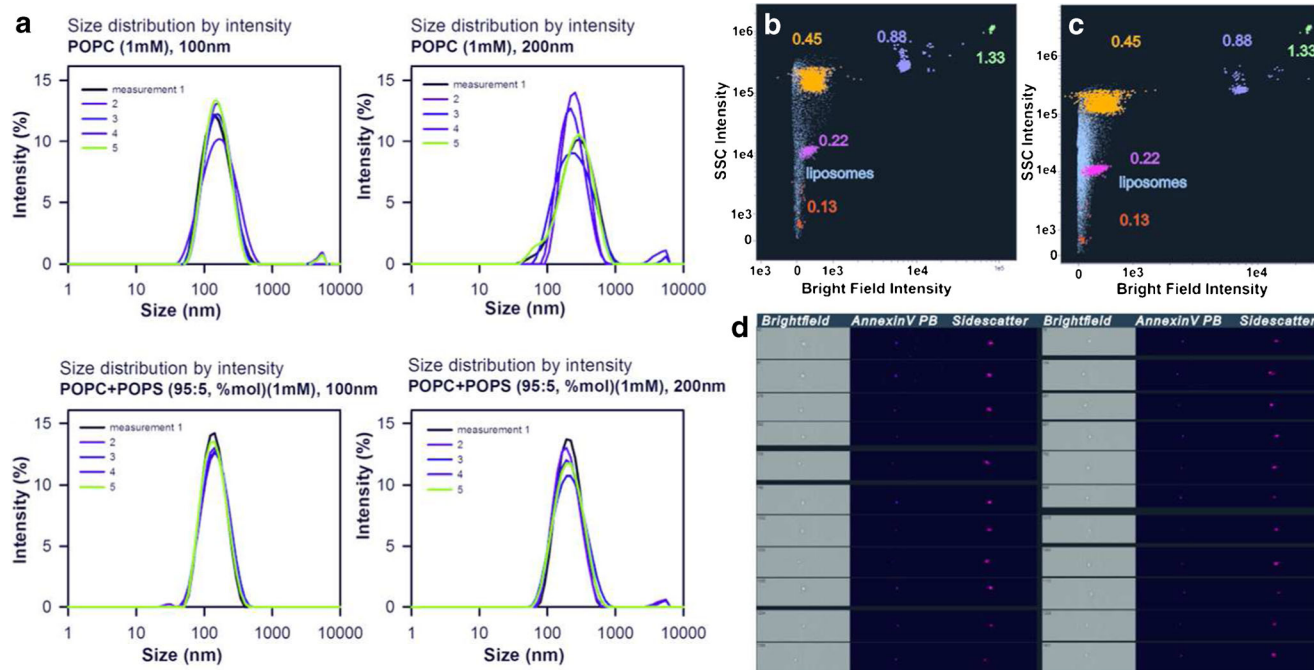 a
Size distribution by intensity
POPC (1mM), 100nm
Intensity (%)
15
10
5
0
measurement 1
2
3
4
5
1
10
100
1000
10000
Size (nm)
Size distribution by intensity
POPC (1mM), 200nm
Intensity (%)
15
10
5
0
measurement 1
2
3
4
5
1
10
100
1000
10000
Size (nm)
Size distribution by intensity
POPC+POPS (95:5, %mol)(1mM), 100nm
Intensity (%)
15
10
5
0
measurement 1
2
3
4
5
1
10
100
1000
10000
Size (nm)
Size distribution by intensity
POPC+POPS (95:5, %mol)(1mM), 200nm
Intensity (%)
15
10
5
0
measurement 1
2
3
4
5
1
10
100
1000
10000
Size (nm)
b
SSC Intensity
1e6
1e5
1e4
1e3
0
0.45
0.88
1.33
0.22
liposomes
0.13
1e3
0
1e3
1e4
1e5
Bright Field Intensity
c
SSC Intensity
1e6
1e5
1e4
1e3
0
0.45
0.88
1.33
0.22
liposomes
0.13
0
1e3
1e4
Bright Field Intensity
d
Brightfield AnnexinV PB Sidescatter Brightfield AnnexinV PB Sidescatter